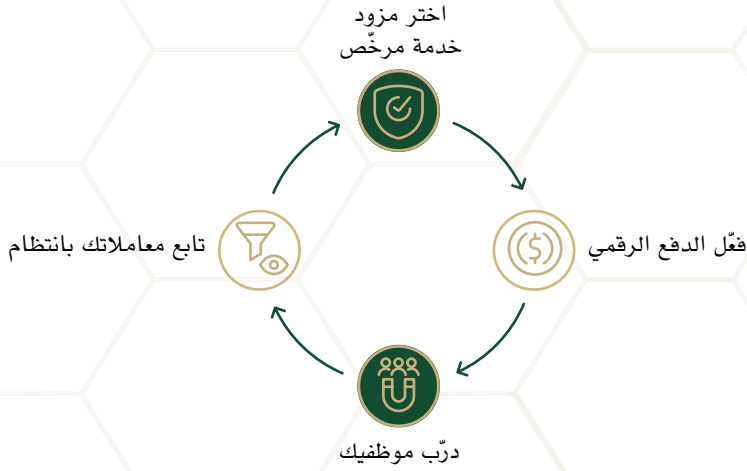 اختر مزود
خدمة مرخّص
فعّل الدفع الرقمي
درّب موظفيك
تابع معاملاتك بانتظام